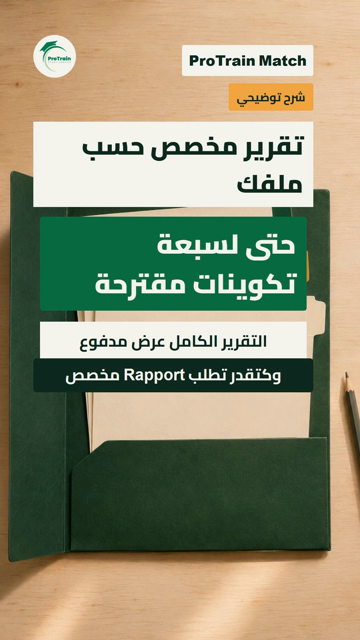 ProTrain
ProTrain Match
شرح توضيحي
تقرير مخصص حسب
ملفك
حتى لسبعة
تكوينات مقترحة
التقرير الكامل عرض مدفوع
وكتقدر تطلب Rapport مخصص